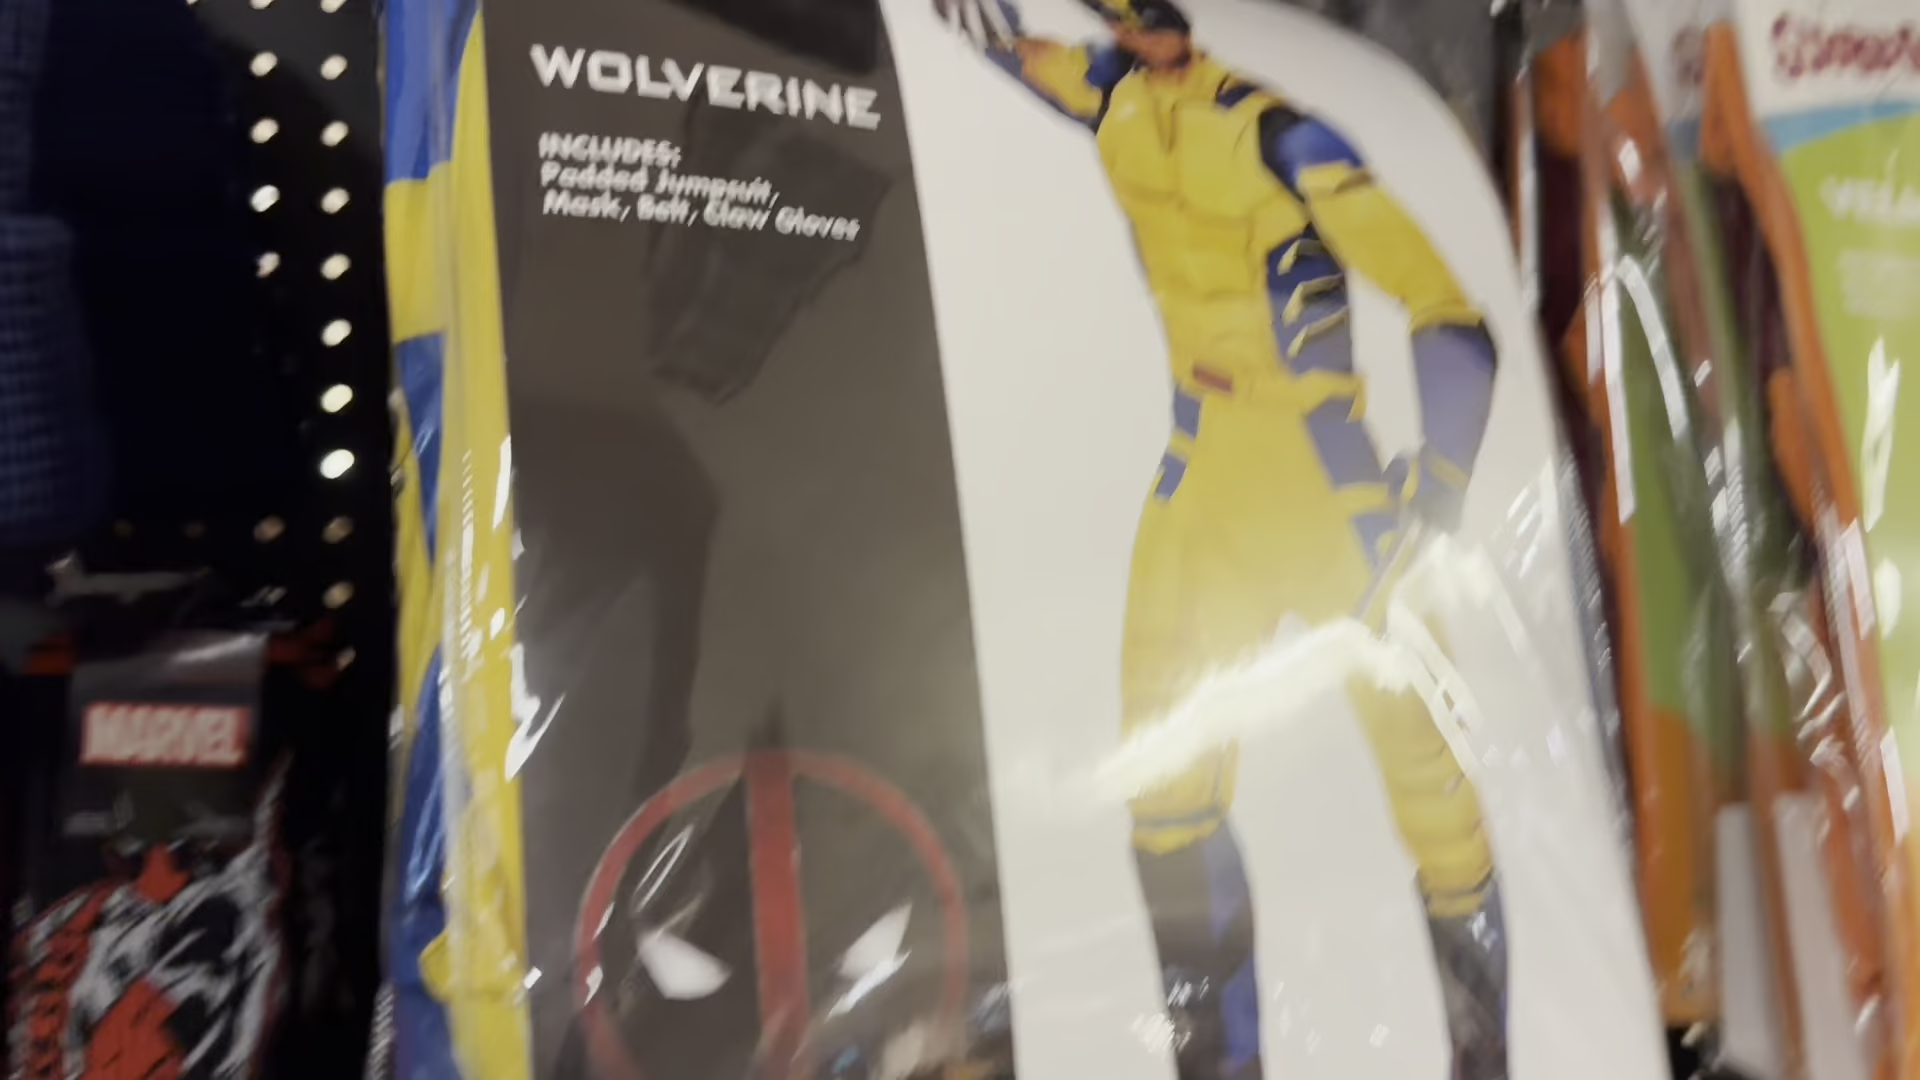 WOLVERINE
INCLUDES:
Padded Jumpsuit,
Mask, Belt, Claw Gloves
MARVEL